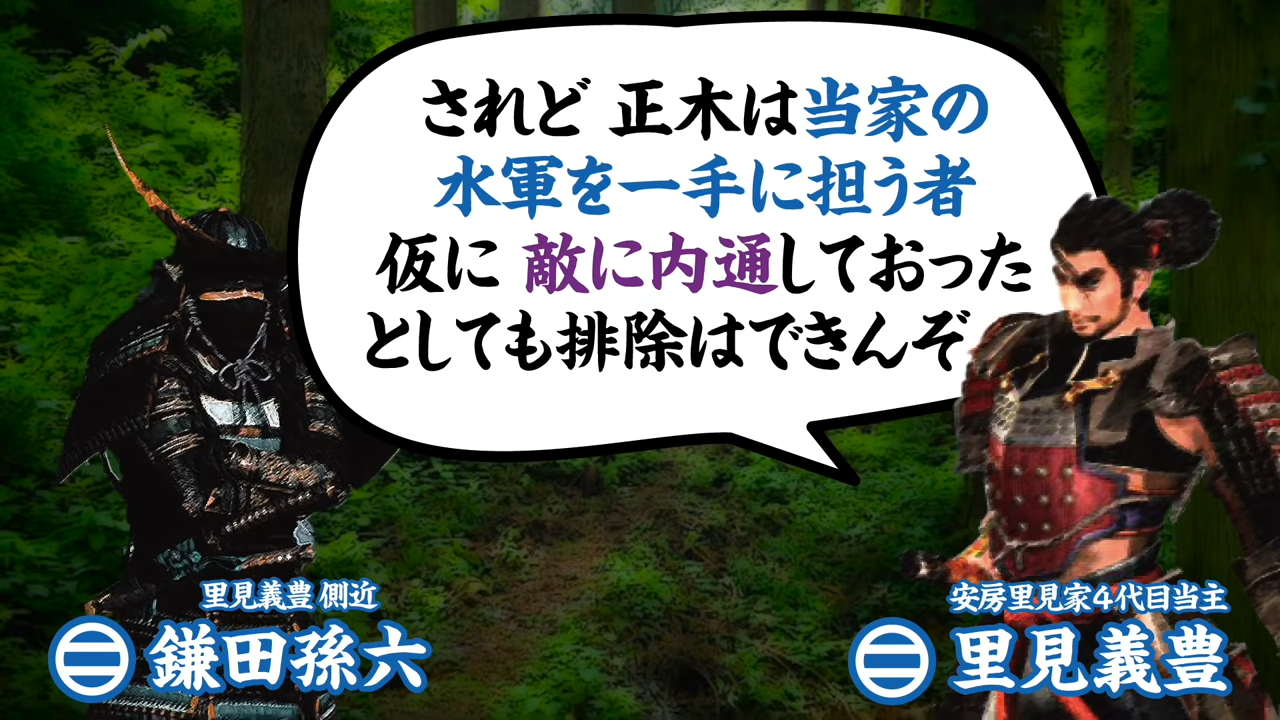 されど 正木は当家の
水軍を一手に担う者
仮に 敵に内通しておった
としても排除はできんぞ
里見義豊 側近
鎌田孫六
安房里見家4代目当主
里見義豊